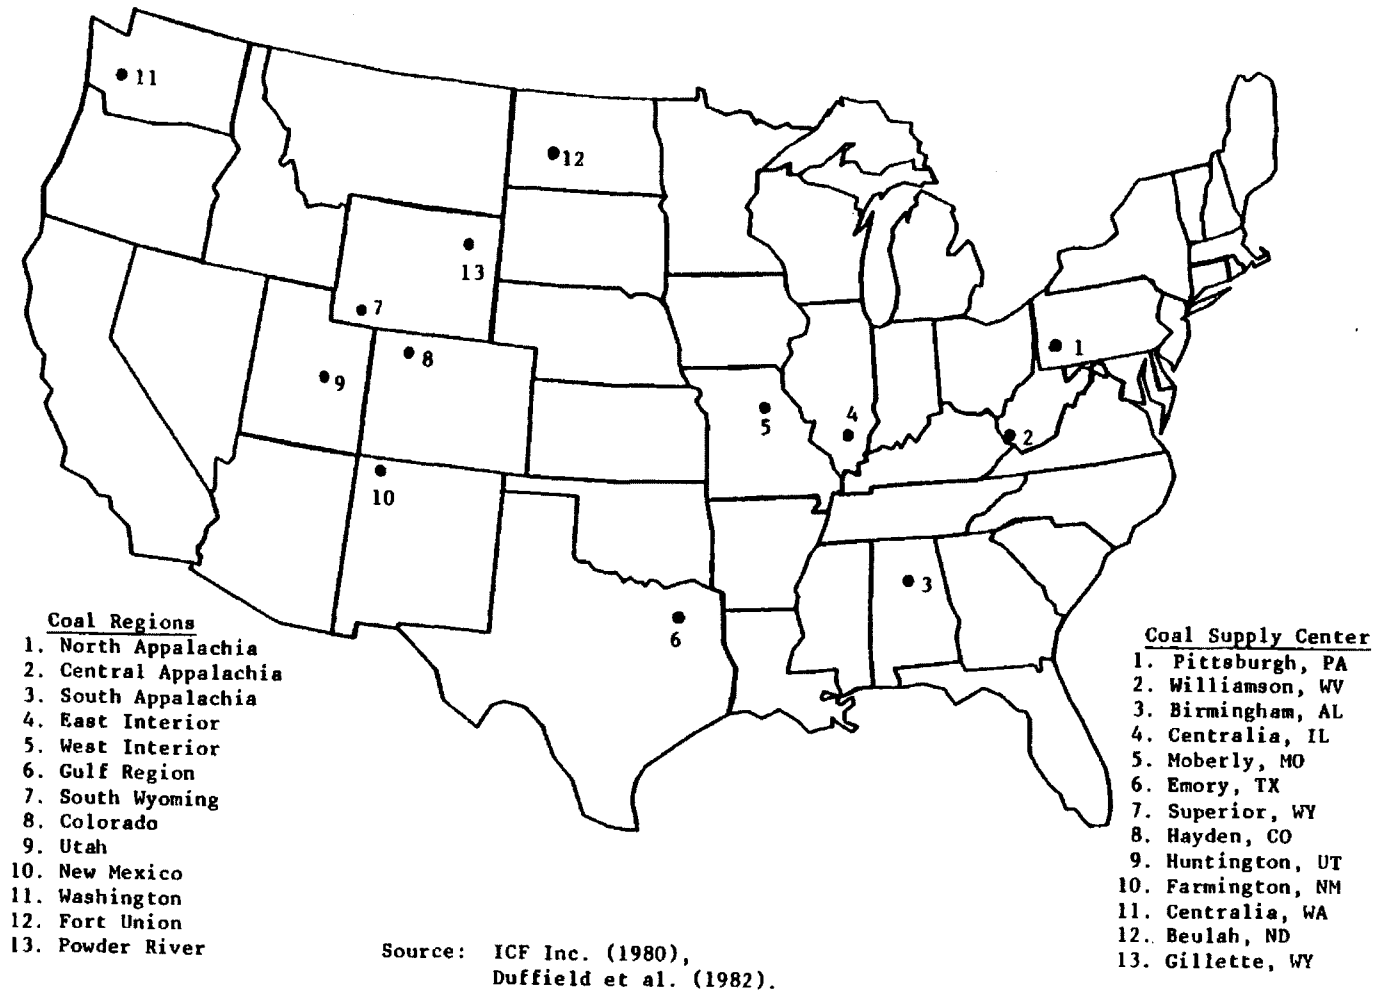 11
12
13
7
8
9
10
5
4
2
1
3
6
Coal Regions
1. North Appalachia
2. Central Appalachia
3. South Appalachia
4. East Interior
5. West Interior
6. Gulf Region
7. South Wyoming
8. Colorado
9. Utah
10. New Mexico
11. Washington
12. Fort Union
13. Powder River
Coal Supply Center
1. Pittsburgh, PA
2. Williamson, WV
3. Birmingham, AL
4. Centralia, IL
5. Moberly, MO
6. Emory, TX
7. Superior, WY
8. Hayden, CO
9. Huntington, UT
10. Farmington, NM
11. Centralia, WA
12. Beulah, ND
13. Gillette, WY
Source: ICF Inc. (1980),
Duffield et al. (1982).